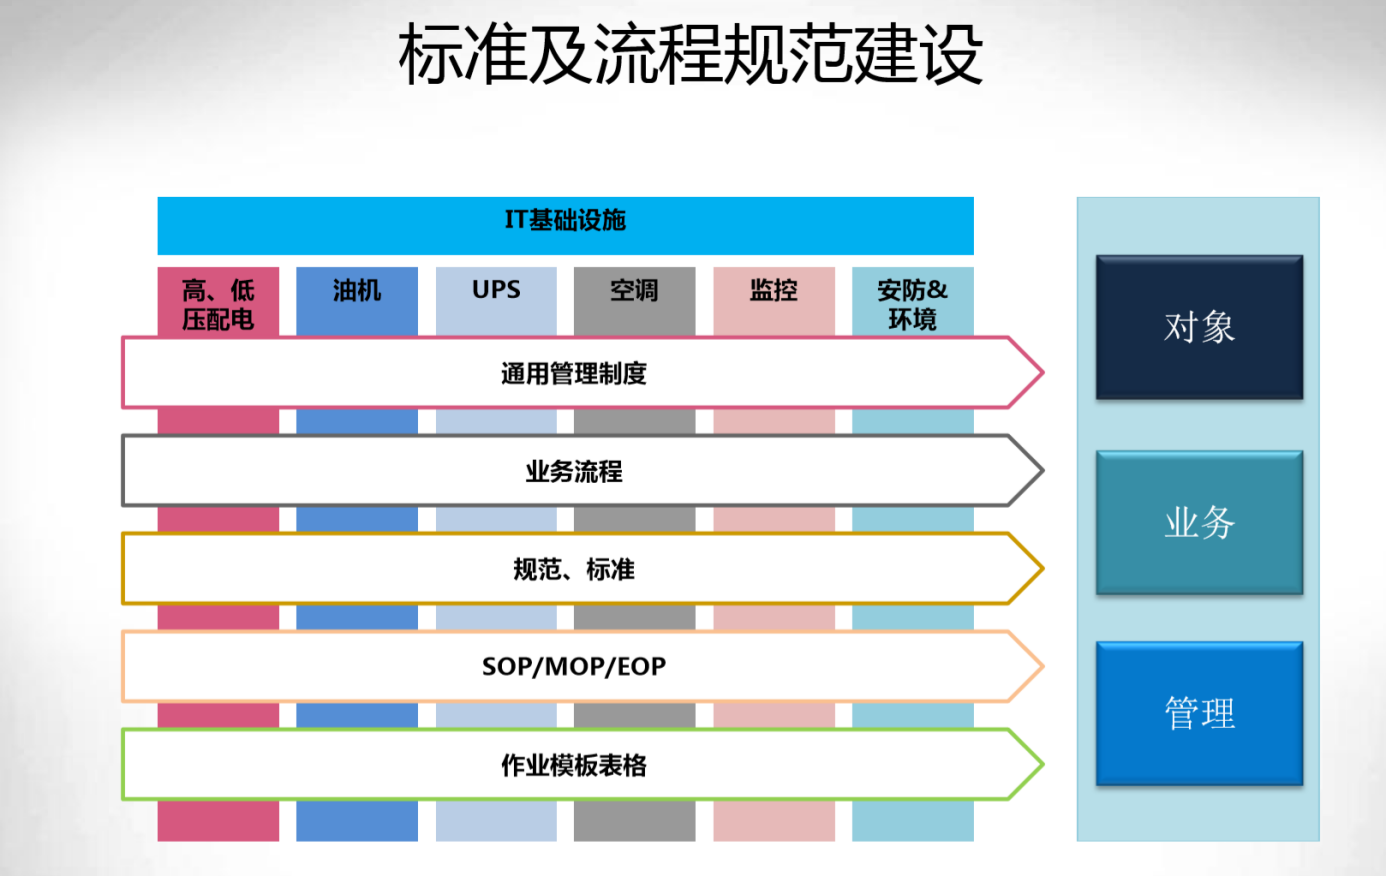 标准及流程规范建设
IT基础设施
高、低
压配电
油机
UPS
空调
监控
安防&
环境
通用管理制度
业务流程
规范、标准
SOP/MOP/EOP
作业模板表格
对象
业务
管理